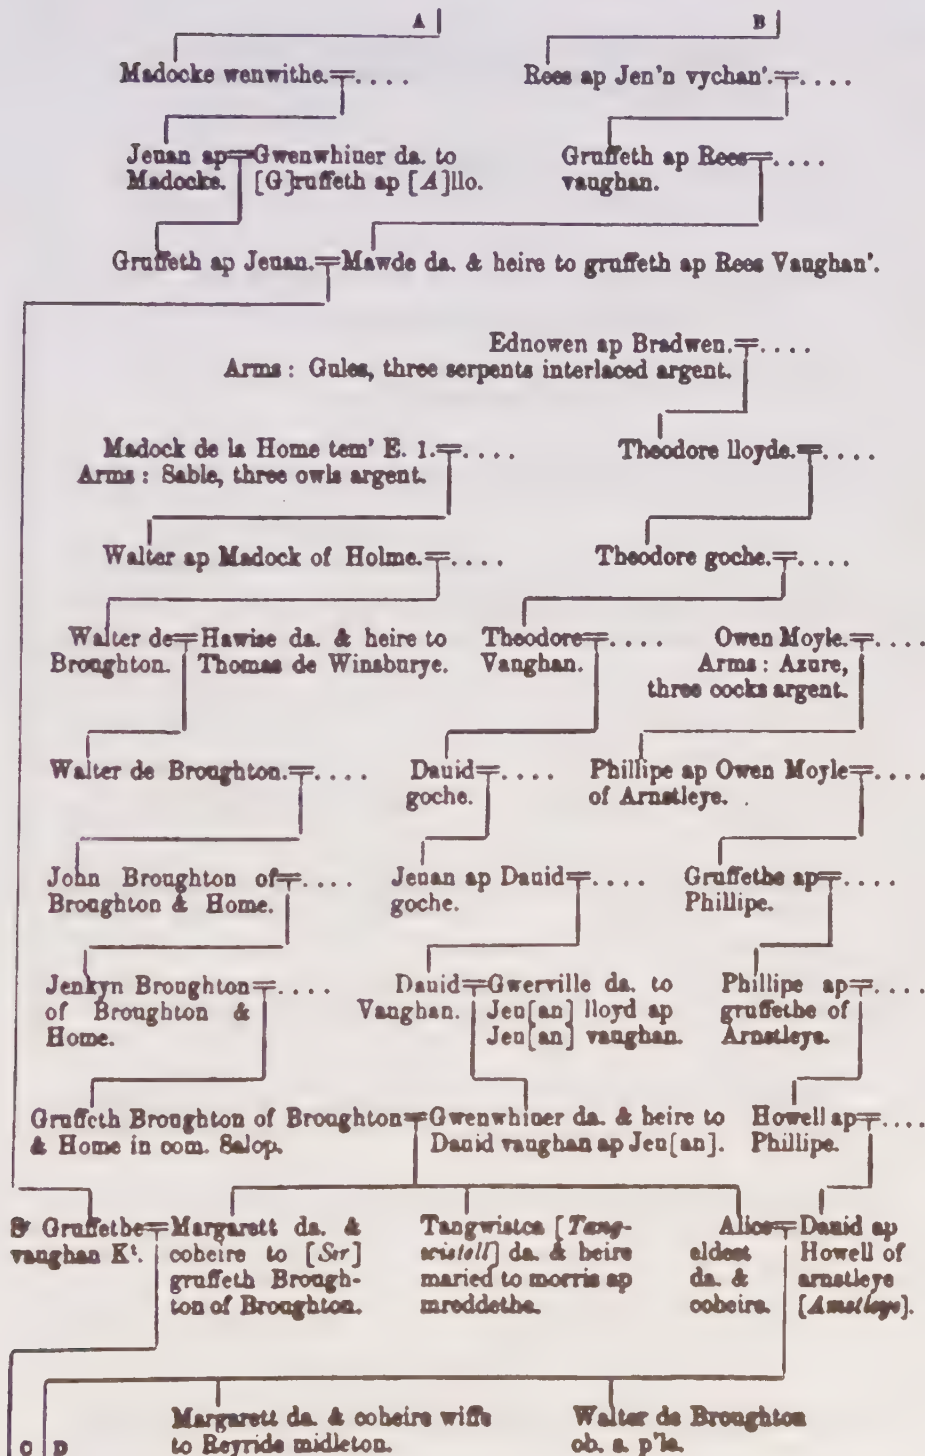 A B
Madocke wenwithe. . . . . Rees ap Jen'n vychan'. . . . .
Jeuan ap Gwenwhiuer da. to Gruffeth ap Rees . . . .
Madocke. [G]ruffeth ap [A]llo. vaughan.
Gruffeth ap Jeuan. Mawde da. & heire to gruffeth ap Rees Vaughan'.
Ednowen ap Bradwen. . . . .
Arms : Gules, three serpents interlaced argent.
Madock de la Home tem' E. 1. . . . . Theodore lloyde. . . . .
Arms : Sable, three owls argent.
Walter ap Madock of Holme. . . . . Theodore goche. . . . .
Walter de Hawise da. & heire to Theodore . . . . Owen Moyle. . . . .
Broughton. Thomas de Winsburye. Vaughan. Arms : Azure,
three cocks argent.
Walter de Broughton. . . . . Dauid . . . . Phillipe ap Owen Moyle . . . .
goche. of Arnstleye.
John Broughton of . . . . Jeuan ap Dauid . . . . Gruffethe ap . . . .
Broughton & Home. goche. Phillipe.
Jenkyn Broughton . . . . Dauid Gwerville da. to Phillipe ap . . . .
of Broughton & Vaughan. Jeu[an] lloyd ap gruffethe of
Home. Jeu[an] vaughan. Arnstleye.
Gruffeth Broughton of Broughton Gwenwhiuer da. & heire to Howell ap . . . .
& Home in com. Salop. Dauid vaughan ap Jeu[an]. Phillipe.
Sr Gruffethe Margarett da. & Tangwistca [Tang- Alice Dauid ap
vaughan Kt. coheire to [Ser] wistell] da. & heire eldest Howell of
gruffeth Brough- maried to morris ap da. & arnstleye
ton of Broughton. mreddethe. coheire. [Arnstleye].
Margarett da. & coheire wiffe Walter de Broughton
C D to Reyride midleton. ob. s. p'le.